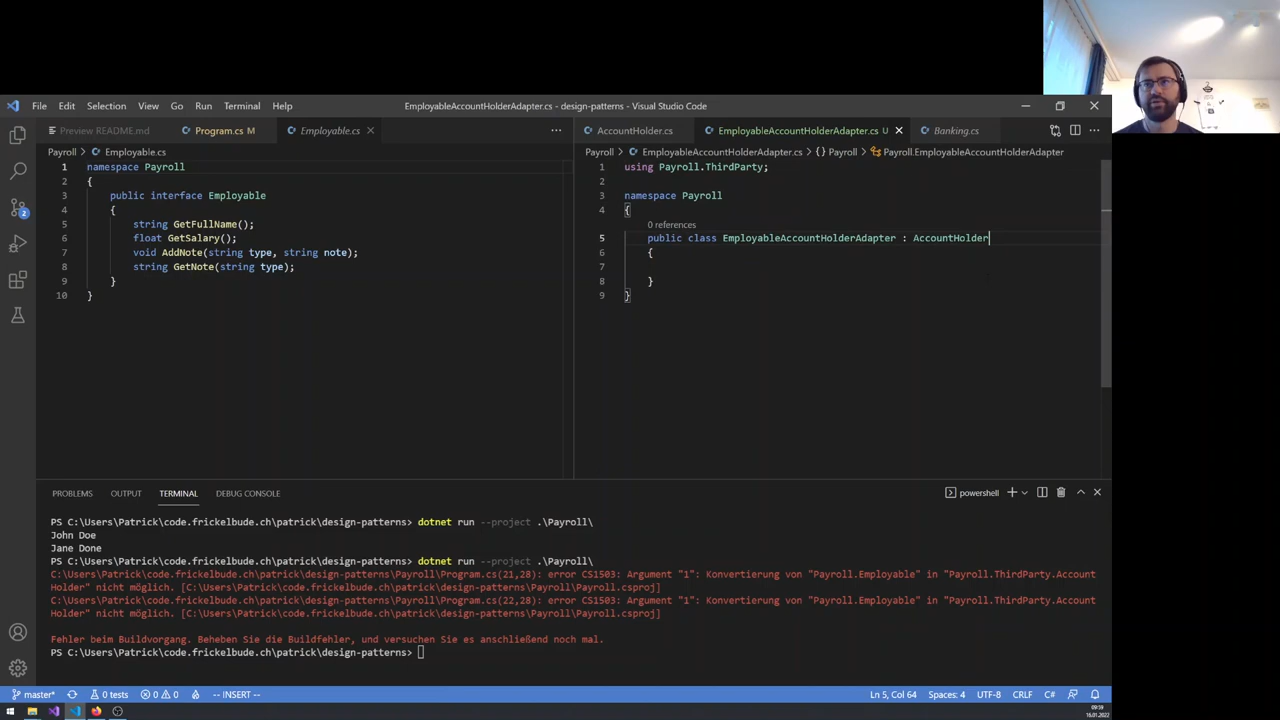 File Edit Selection View Go Run Terminal Help
EmployableAccountHolderAdapter.cs - design-patterns - Visual Studio Code
Preview README.md Program.cs M Employable.cs
Payroll > Employable.cs
1 namespace Payroll
2 {
3 public interface Employable
4 {
5 string GetFullName();
6 float GetSalary();
7 void AddNote(string type, string note);
8 string GetNote(string type);
9 }
10 }
AccountHolder.cs EmployableAccountHolderAdapter.cs U Banking.cs
Payroll > EmployableAccountHolderAdapter.cs > {} Payroll > Payroll.EmployableAccountHolderAdapter
1 using Payroll.ThirdParty;
2
3 namespace Payroll
4 {
0 references
5 public class EmployableAccountHolderAdapter : AccountHolder
6 {
7
8 }
9 }
PROBLEMS OUTPUT TERMINAL DEBUG CONSOLE
powershell
PS C:\Users\Patrick\code.frickelbude.ch\patrick\design-patterns> dotnet run --project .\Payroll\
John Doe
Jane Done
PS C:\Users\Patrick\code.frickelbude.ch\patrick\design-patterns> dotnet run --project .\Payroll\
C:\Users\Patrick\code.frickelbude.ch\patrick\design-patterns\Payroll\Program.cs(21,28): error CS1503: Argument "1": Konvertierung von "Payroll.Employable" in "Payroll.ThirdParty.Account
Holder" nicht möglich. [C:\Users\Patrick\code.frickelbude.ch\patrick\design-patterns\Payroll\Payroll.csproj]
C:\Users\Patrick\code.frickelbude.ch\patrick\design-patterns\Payroll\Program.cs(22,28): error CS1503: Argument "1": Konvertierung von "Payroll.Employable" in "Payroll.ThirdParty.Account
Holder" nicht möglich. [C:\Users\Patrick\code.frickelbude.ch\patrick\design-patterns\Payroll\Payroll.csproj]
Fehler beim Buildvorgang. Beheben Sie die Buildfehler, und versuchen Sie es anschließend noch mal.
PS C:\Users\Patrick\code.frickelbude.ch\patrick\design-patterns>
2
master* 0 tests 0 0 -- INSERT -- Ln 5, Col 64 Spaces: 4 UTF-8 CRLF C#
09:59
16.01.2022